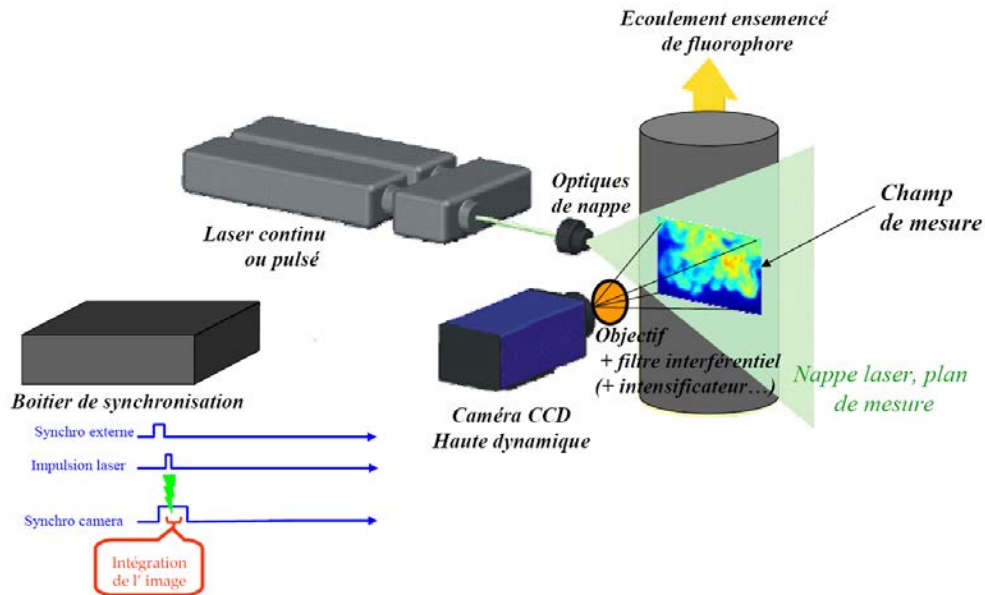 Ecoulement ensemencé
de fluorophore
Optiques
de nappe
Champ
de mesure
Laser continu
ou pulsé
Objectif
+ filtre interférentiel
(+ intensificateur…)
Nappe laser, plan
de mesure
Boitier de synchronisation
Caméra CCD
Haute dynamique
Synchro externe
Impulsion laser
Synchro camera
Intégration
de l' image